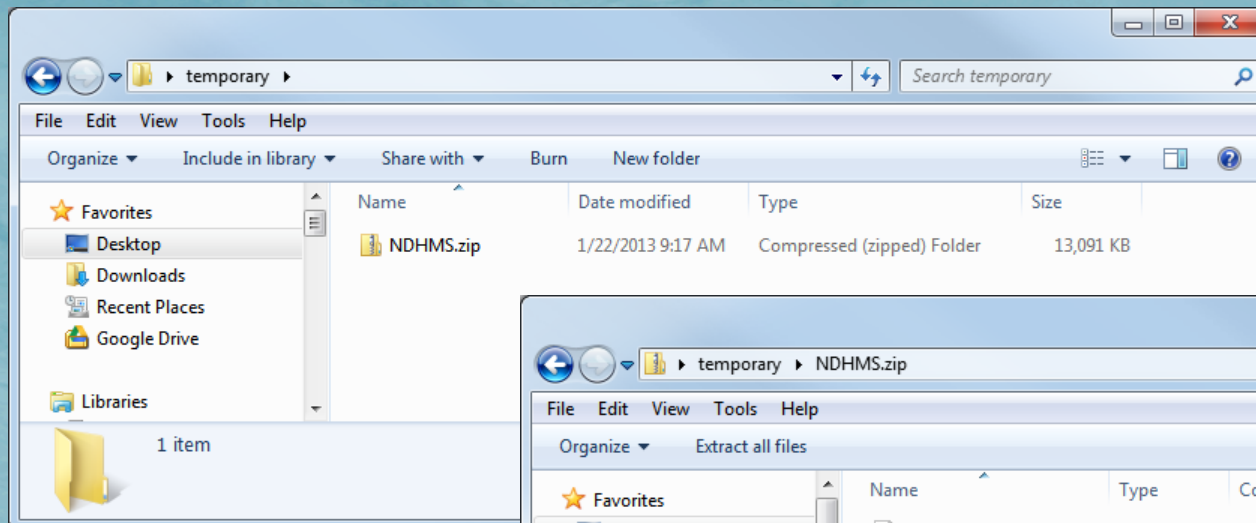 temporary
Search temporary
File Edit View Tools Help
Organize Include in library Share with Burn New folder
Name Date modified Type Size
Favorites
Desktop
NDHMS.zip 1/22/2013 9:17 AM Compressed (zipped) Folder 13,091 KB
Downloads
Recent Places
Google Drive
Libraries
1 item
temporary NDHMS.zip
File Edit View Tools Help
Organize Extract all files
Name Type
Favorites